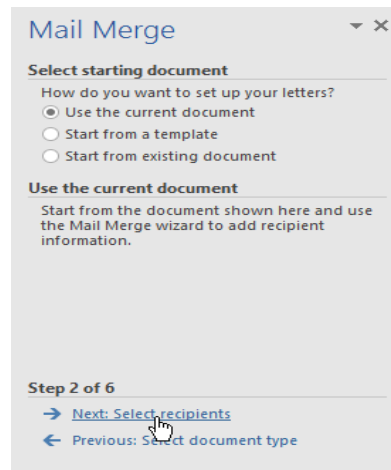 Mail Merge
Select starting document
How do you want to set up your letters?
Use the current document
Start from a template
Start from existing document
Use the current document
Start from the document shown here and use
the Mail Merge wizard to add recipient
information.
Step 2 of 6
Next: Select recipients
Previous: Select document type